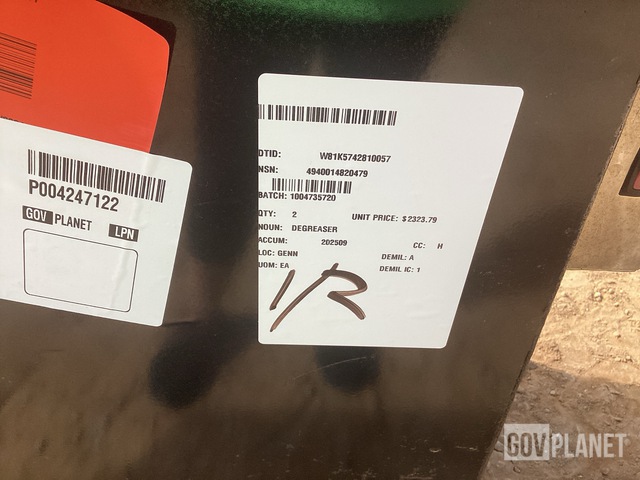 P004247122
GOV PLANET LPN
DTID: W81K5742810057
NSN: 4940014820479
BATCH: 1004735720
QTY: 2 UNIT PRICE: $2323.79
NOUN: DEGREASER
ACCUM: 202509 CC: H
LOC: GENN DEMIL: A
UOM: EA DEMIL IC: 1
1/2
GOVPLANET